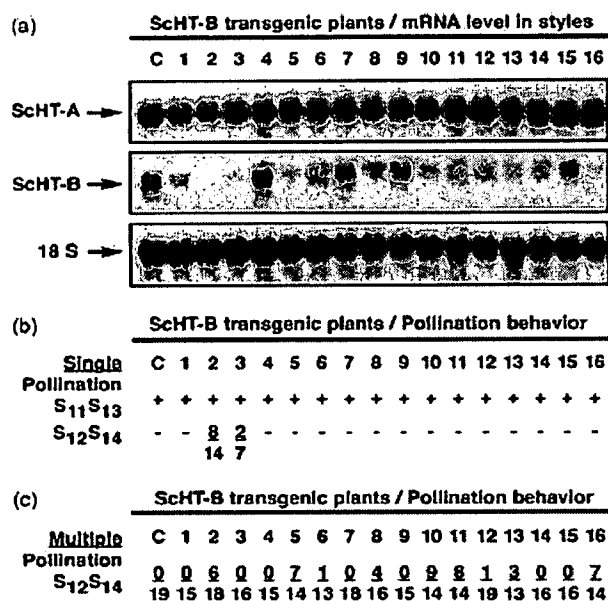 (a) ScHT-B transgenic plants / mRNA level in styles
C 1 2 3 4 5 6 7 8 9 10 11 12 13 14 15 16
ScHT-A
ScHT-B
18 S
(b) ScHT-B transgenic plants / Pollination behavior
Single C 1 2 3 4 5 6 7 8 9 10 11 12 13 14 15 16
Pollination
S11S13 + + + + + + + + + + + + + + + + +
S12S14 - - 8 2 - - - - - - - - - - - - -
14 7
(c) ScHT-B transgenic plants / Pollination behavior
Multiple C 1 2 3 4 5 6 7 8 9 10 11 12 13 14 15 16
Pollination
S12S14 0 0 6 0 0 7 1 0 4 0 9 8 1 3 0 0 7
19 15 18 16 15 14 13 18 16 15 14 14 19 13 16 16 14